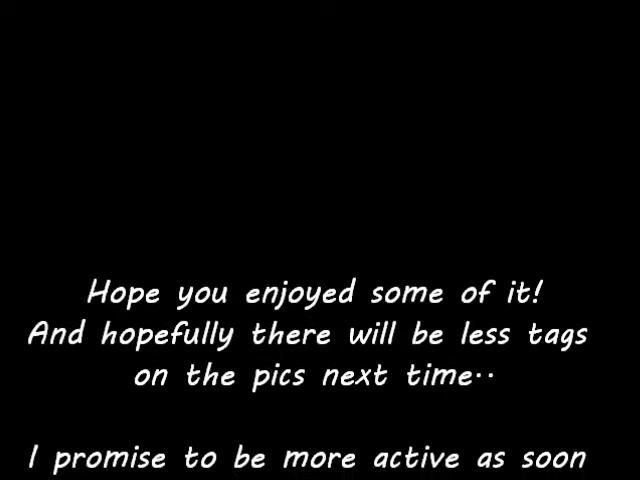 Hope you enjoyed some of it!
And hopefully there will be less tags
on the pics next time..
I promise to be more active as soon